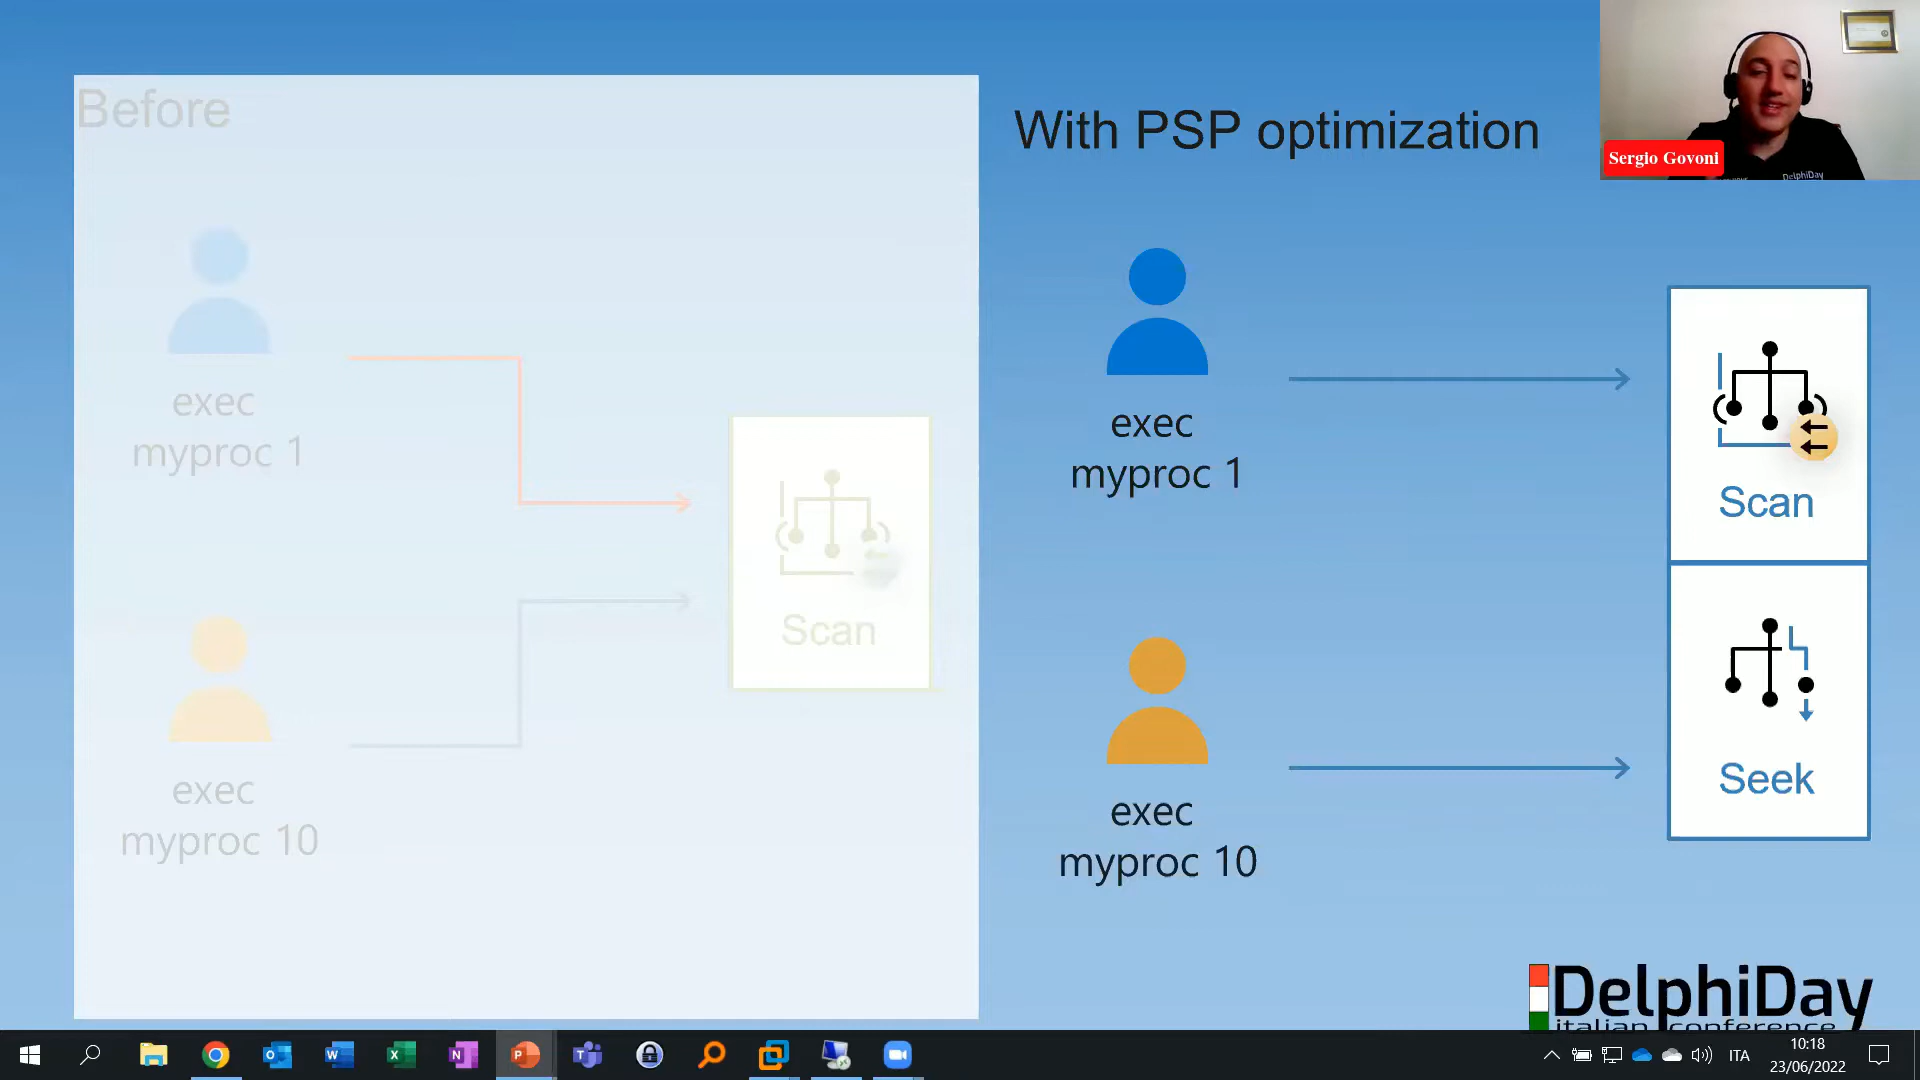 Before
exec
myproc 1
exec
myproc 10
Scan
With PSP optimization
exec
myproc 1
exec
myproc 10
Scan
Seek
Sergio Govoni
DelphiDay
DelphiDay
italian conference
ITA
10:18
23/06/2022